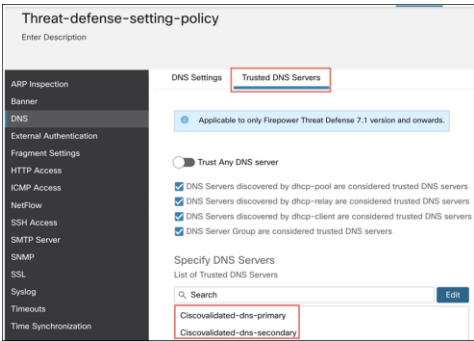 Threat-defense-setting-policy
Enter Description
ARP Inspection
Banner
DNS
External Authentication
Fragment Settings
HTTP Access
ICMP Access
NetFlow
SSH Access
SMTP Server
SNMP
SSL
Syslog
Timeouts
Time Synchronization
DNS Settings Trusted DNS Servers
Applicable to only Firepower Threat Defense 7.1 version and onwards.
Trust Any DNS server
DNS Servers discovered by dhcp-pool are considered trusted DNS servers
DNS Servers discovered by dhcp-relay are considered trusted DNS servers
DNS Servers discovered by dhcp-client are considered trusted DNS servers
DNS Server Group are considered trusted DNS servers
Specify DNS Servers
List of Trusted DNS Servers
Search Edit
Ciscovalidated-dns-primary
Ciscovalidated-dns-secondary